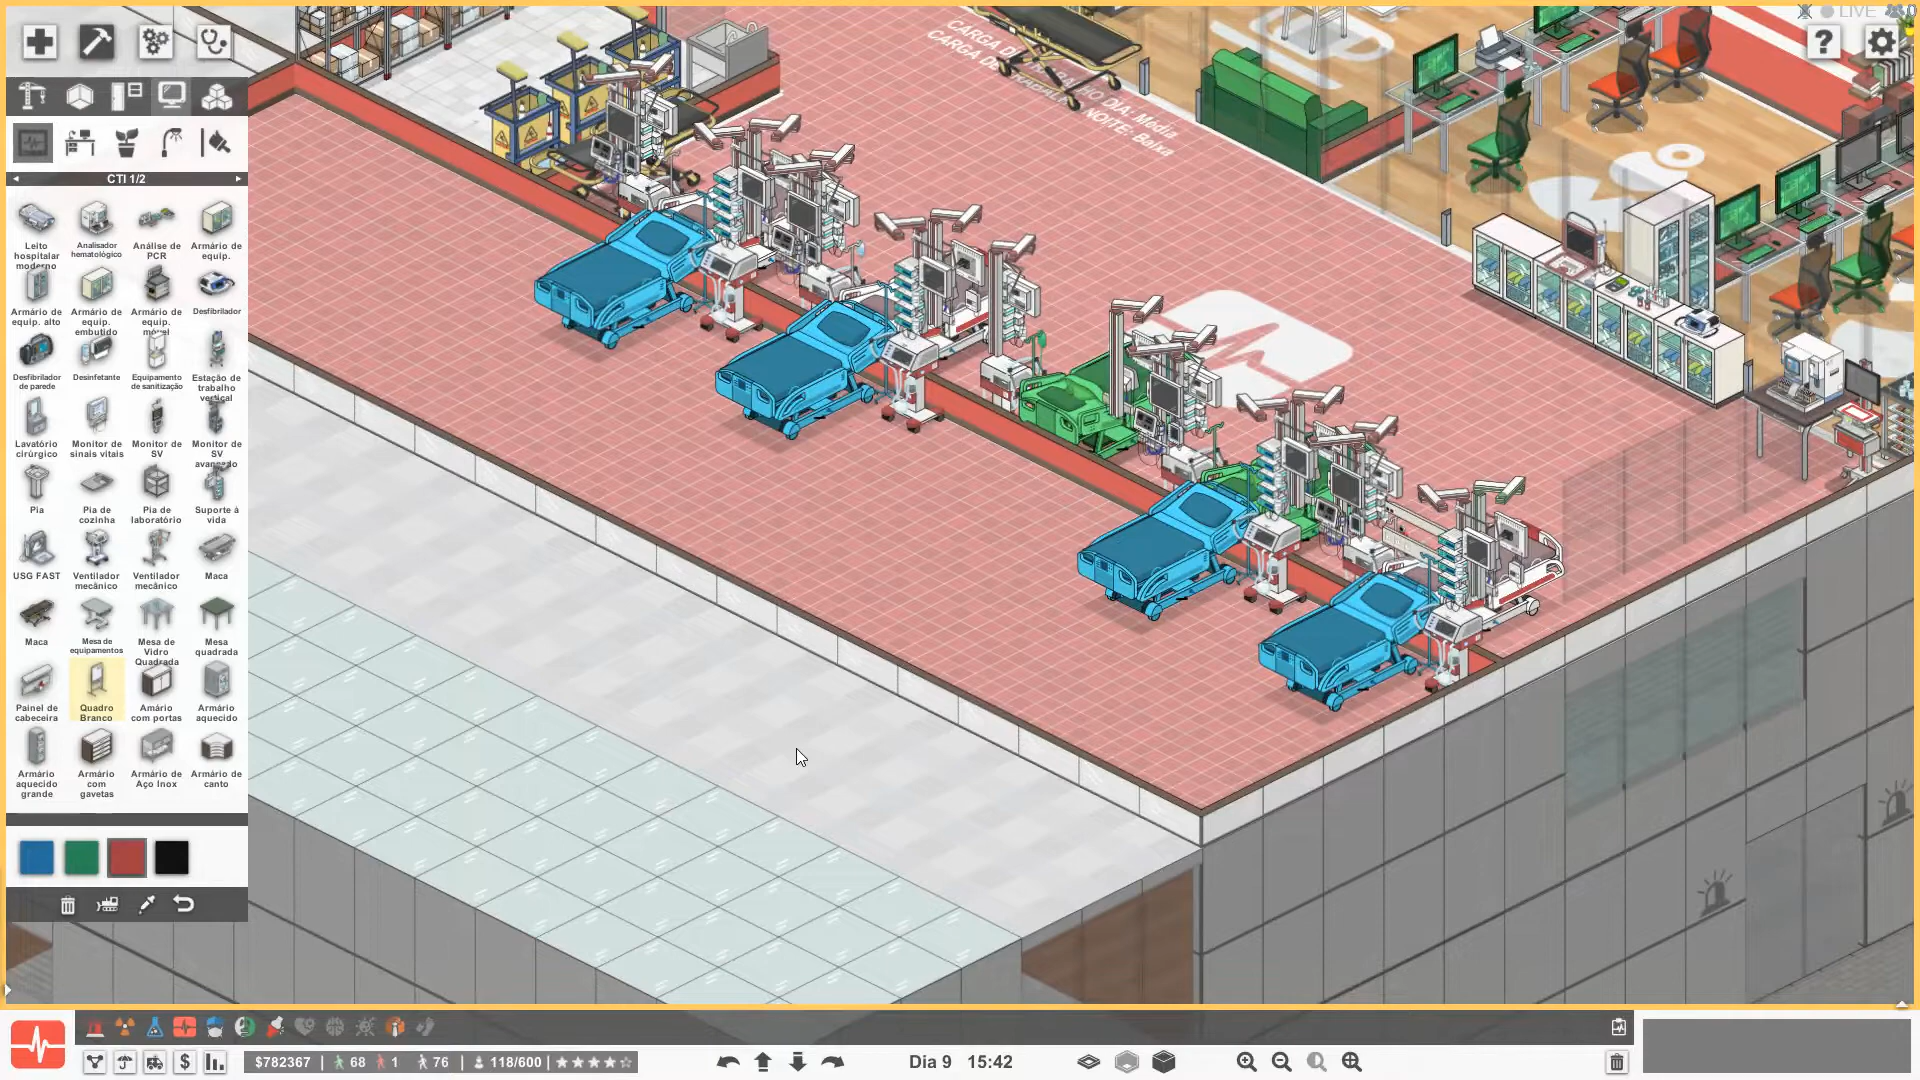 LIVE
0
?
CTI 1/2
Leito hospitalar moderno
Analisador hematológico
Análise de PCR
Armário de equip.
Armário de equip. alto
Armário de equip. embutido
Armário de equip. móvel
Desfibrilador
Desfibrilador de parede
Desinfetante
Equipamento de sanitização
Estação de trabalho vertical
Lavatório cirúrgico
Monitor de sinais vitais
Monitor de SV
Monitor de SV avançado
Pia
Pia de cozinha
Pia de laboratório
Suporte à vida
USG FAST
Ventilador mecânico
Ventilador mecânico
Maca
Maca
Mesa de equipamentos
Mesa de Vidro Quadrada
Mesa quadrada
Painel de cabeceira
Quadro Branco
Amário com portas
Armário aquecido
Armário aquecido grande
Armário com gavetas
Armário de Aço Inox
Armário de canto
$782367 | 68 1 76 | 118/600 |
Dia 9 15:42